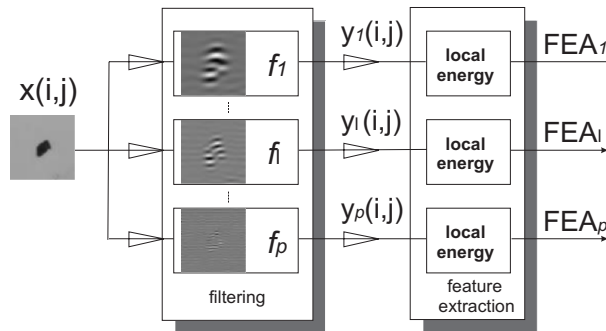 x(i,j)
f1
y1(i,j)
local
energy
FEA1
fl
yl(i,j)
local
energy
FEAl
fp
yp(i,j)
local
energy
FEAp
filtering
feature
extraction